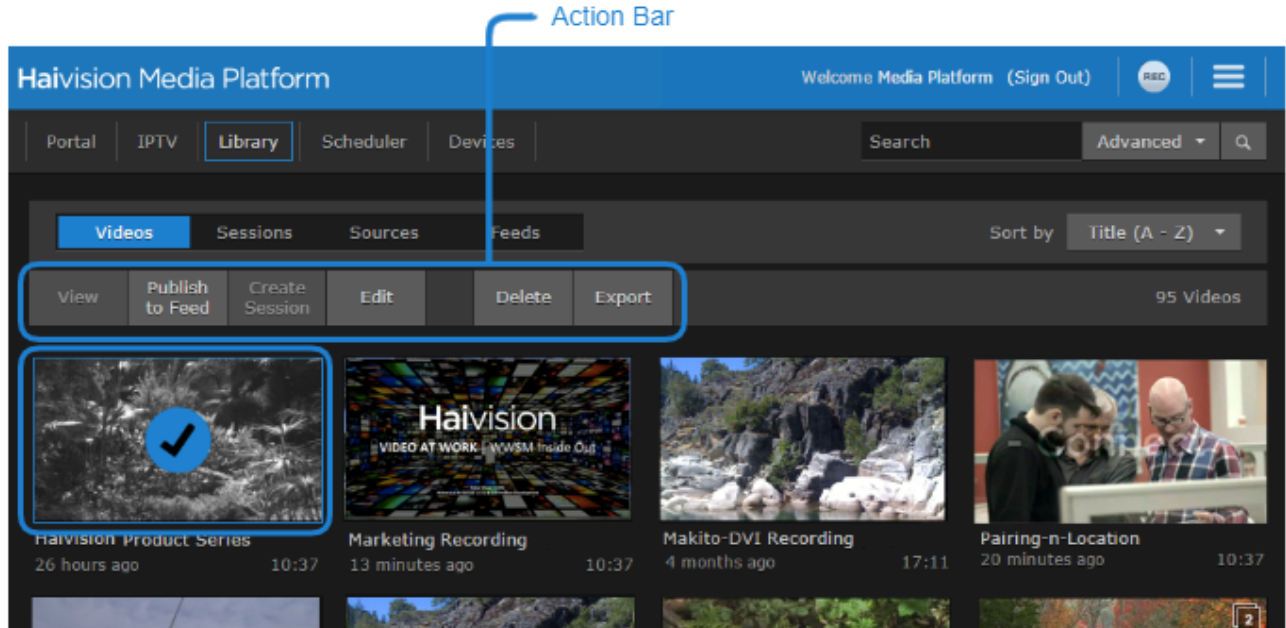 Action Bar
Haivision Media Platform
Welcome Media Platform (Sign Out)
REC
Portal
IPTV
Library
Scheduler
Devices
Search
Advanced
Videos
Sessions
Sources
Feeds
Sort by
Title (A - Z)
View
Publish
to Feed
Create
Session
Edit
Delete
Export
95 Videos
Haivision
VIDEO AT WORK
WWSM Inside Out
Haivision Product Series
26 hours ago
10:37
Marketing Recording
13 minutes ago
10:37
Makito-DVI Recording
4 months ago
17:11
Pairing-n-Location
20 minutes ago
10:37
2